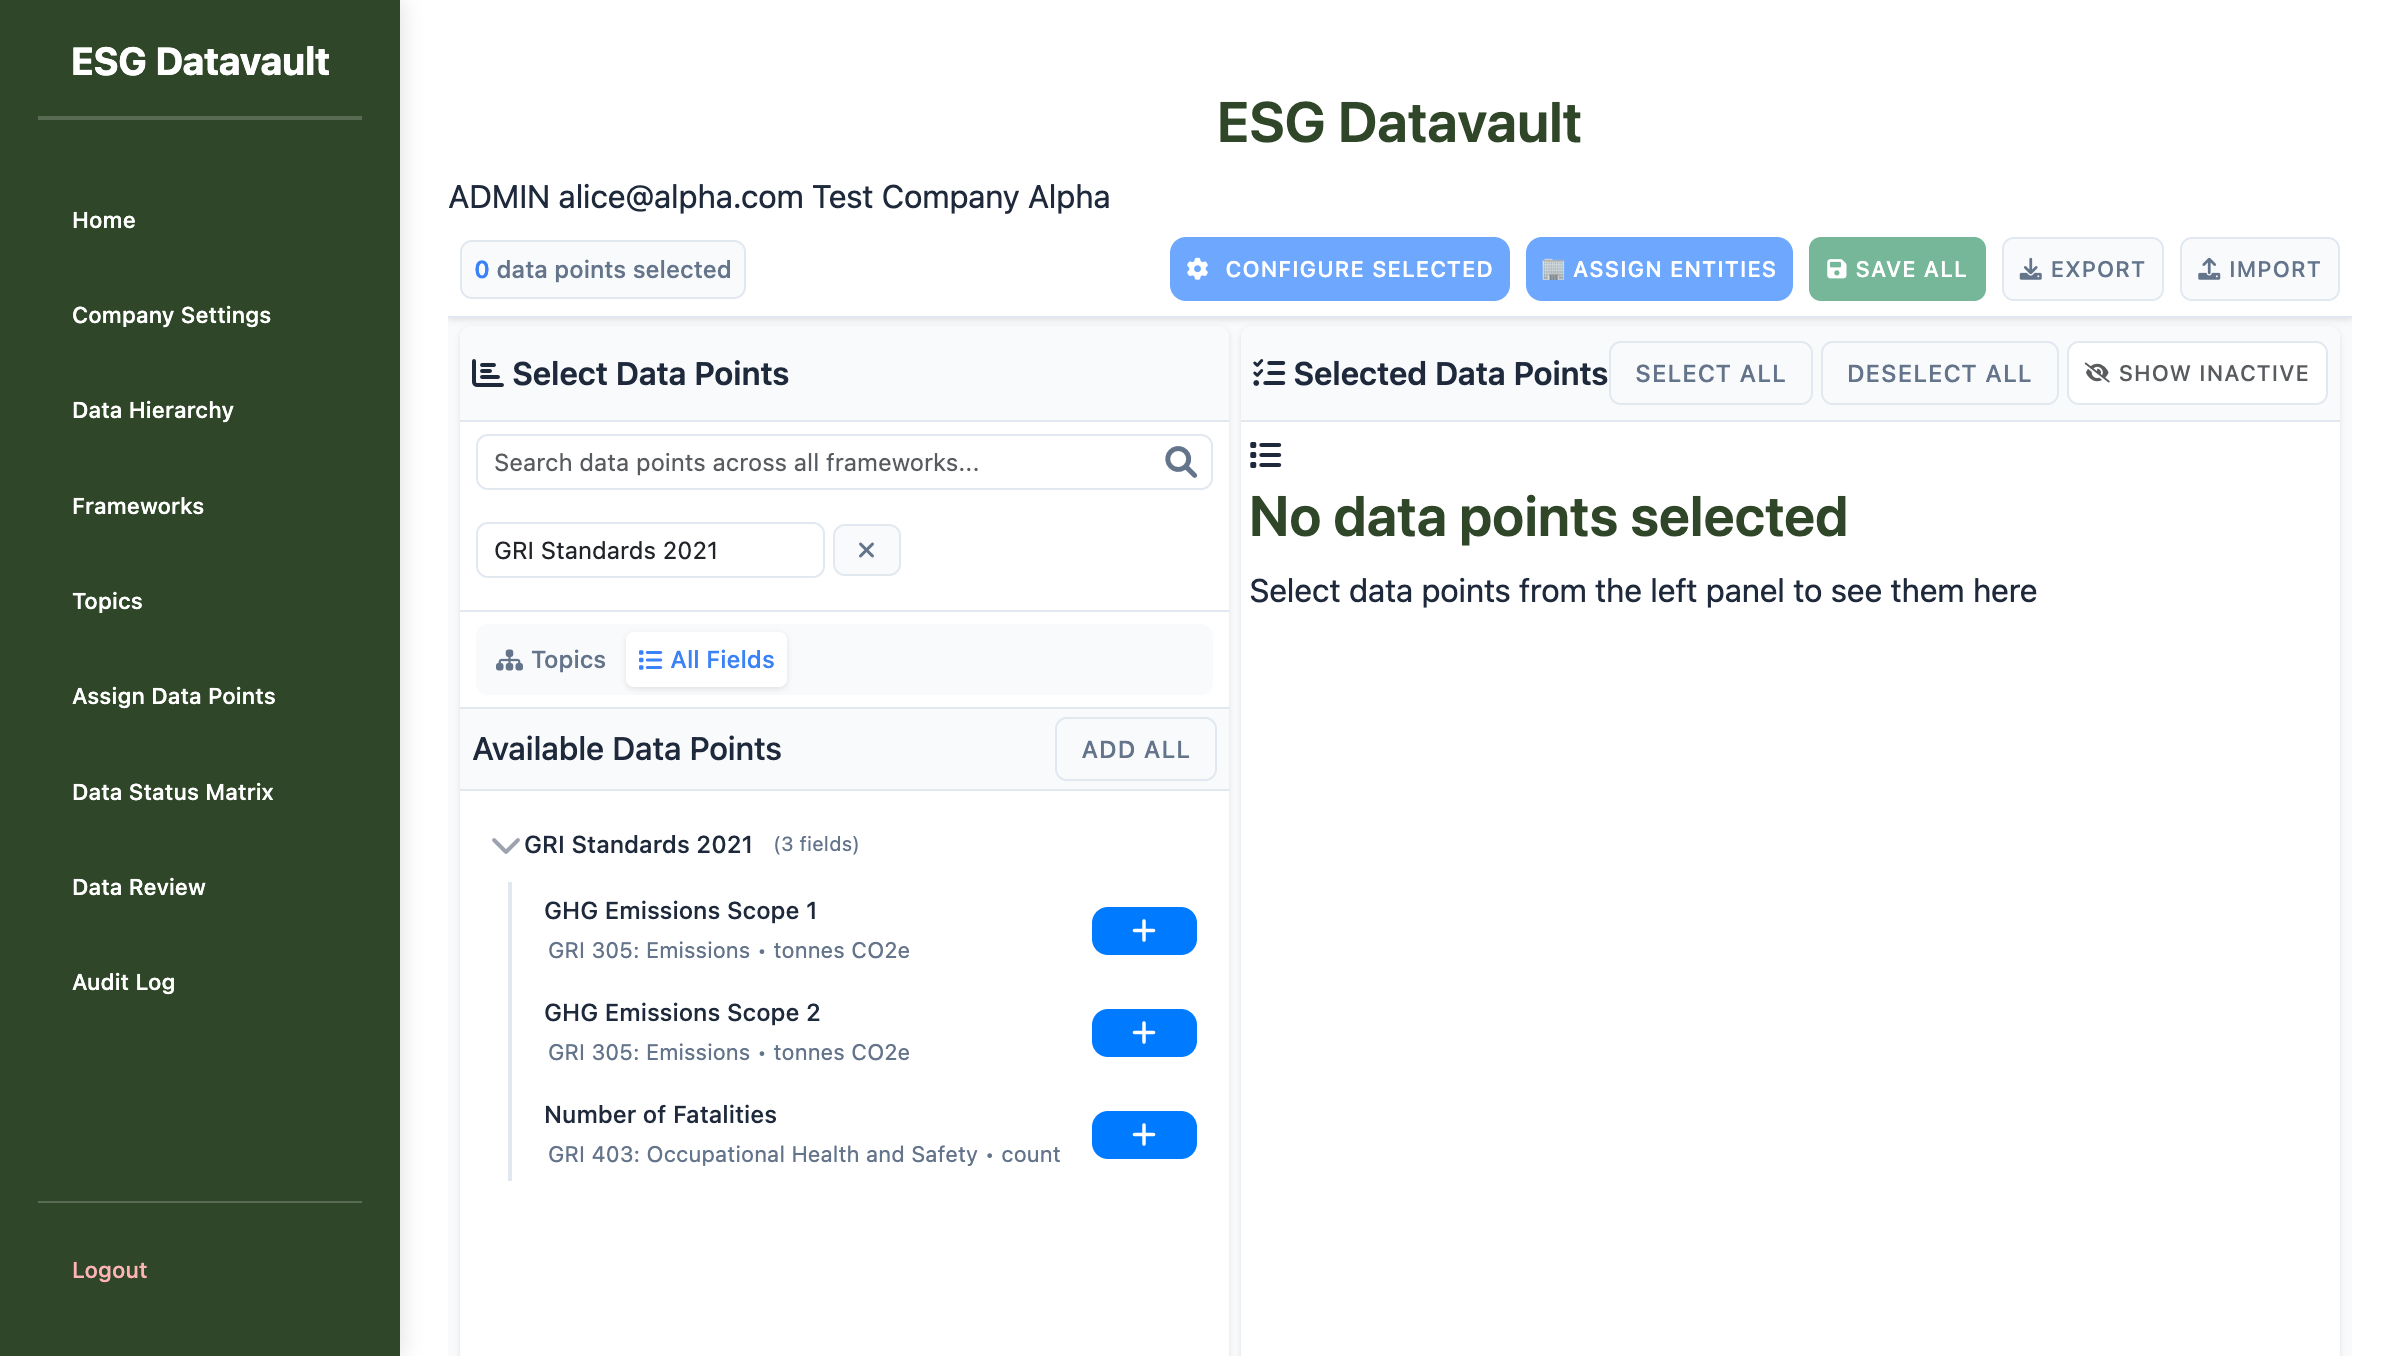 ESG Datavault
Home
Company Settings
Data Hierarchy
Frameworks
Topics
Assign Data Points
Data Status Matrix
Data Review
Audit Log
Logout
ESG Datavault
ADMIN alice@alpha.com Test Company Alpha
0 data points selected
CONFIGURE SELECTED
ASSIGN ENTITIES
SAVE ALL
EXPORT
IMPORT
Select Data Points
Search data points across all frameworks...
GRI Standards 2021
Topics
All Fields
Available Data Points
ADD ALL
GRI Standards 2021 (3 fields)
GHG Emissions Scope 1
GRI 305: Emissions • tonnes CO2e
GHG Emissions Scope 2
GRI 305: Emissions • tonnes CO2e
Number of Fatalities
GRI 403: Occupational Health and Safety • count
Selected Data Points
SELECT ALL
DESELECT ALL
SHOW INACTIVE
No data points selected
Select data points from the left panel to see them here